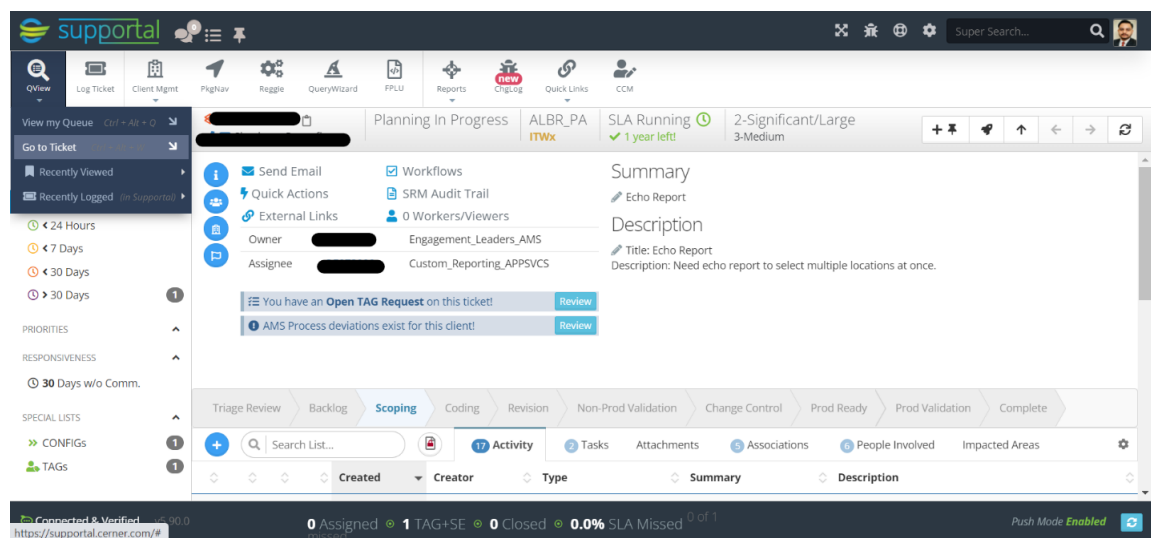 supportal
Super Search...
QView
Log Ticket
Client Mgmt
PkgNav
Reggie
QueryWizard
FPLU
Reports
new
ChgLog
Quick Links
CCM
View my Queue Ctrl + Alt + Q
Go to Ticket
Recently Viewed
Recently Logged (in Supportal)
< 24 Hours
< 7 Days
< 30 Days
> 30 Days 1
PRIORITIES
RESPONSIVENESS
30 Days w/o Comm.
SPECIAL LISTS
CONFIGs 1
TAGs 1
Planning In Progress
ALBR_PA
ITWx
SLA Running
1 year left!
2-Significant/Large
3-Medium
Send Email
Workflows
Quick Actions
SRM Audit Trail
External Links
0 Workers/Viewers
Owner Engagement_Leaders_AMS
Assignee Custom_Reporting_APPSVCS
You have an Open TAG Request on this ticket! Review
AMS Process deviations exist for this client! Review
Summary
Echo Report
Description
Title: Echo Report
Description: Need echo report to select multiple locations at once.
Triage Review Backlog Scoping Coding Revision Non-Prod Validation Change Control Prod Ready Prod Validation Complete
Search List...
17 Activity 2 Tasks Attachments 5 Associations 6 People Involved Impacted Areas
Created Creator Type Summary Description
Connected & Verified v5.90.0
https://supportal.cerner.com/#
0 Assigned 1 TAG+SE 0 Closed 0.0% SLA Missed 0 of 1
missed
Push Mode Enabled